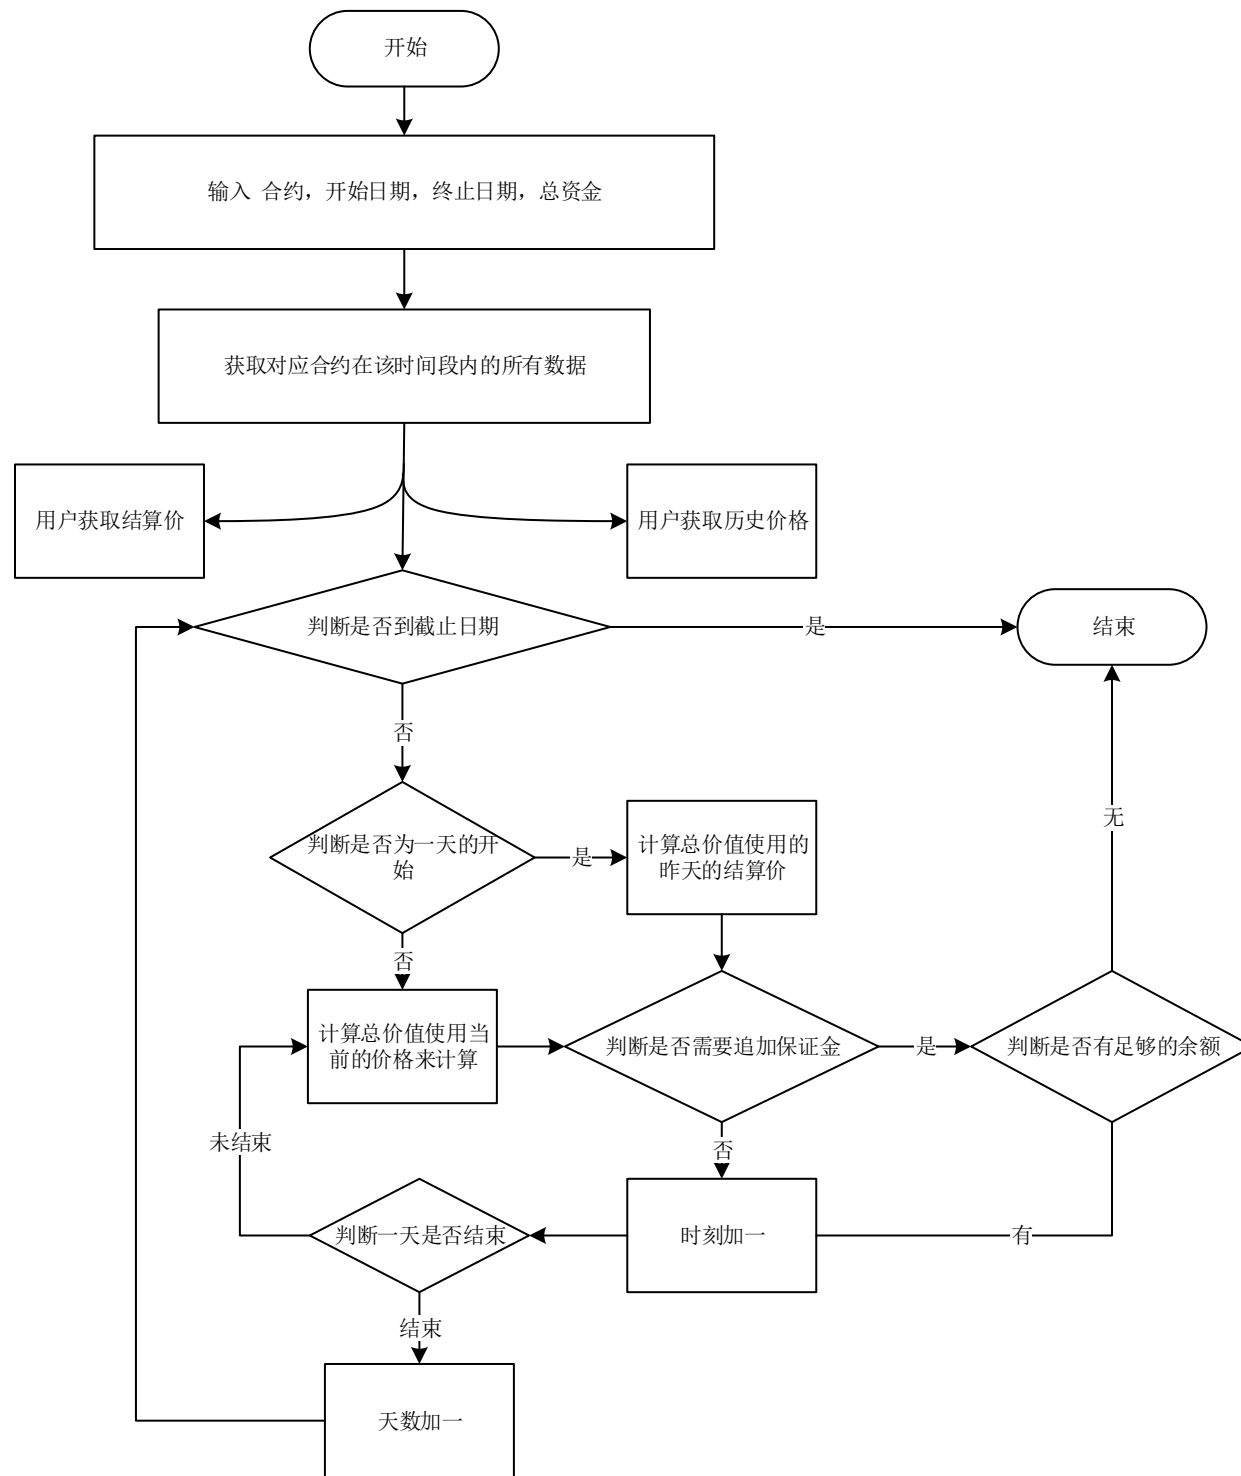 开始
输入 合约，开始日期，终止日期，总资金
获取对应合约在该时间段内的所有数据
用户获取结算价
用户获取历史价格
判断是否到截止日期
是
结束
否
无
判断是否为一天的开
始
是
计算总价值使用的
昨天的结算价
否
计算总价值使用当
前的价格来计算
判断是否需要追加保证金
是
判断是否有足够的余额
未结束
否
判断一天是否结束
时刻加一
有
结束
天数加一